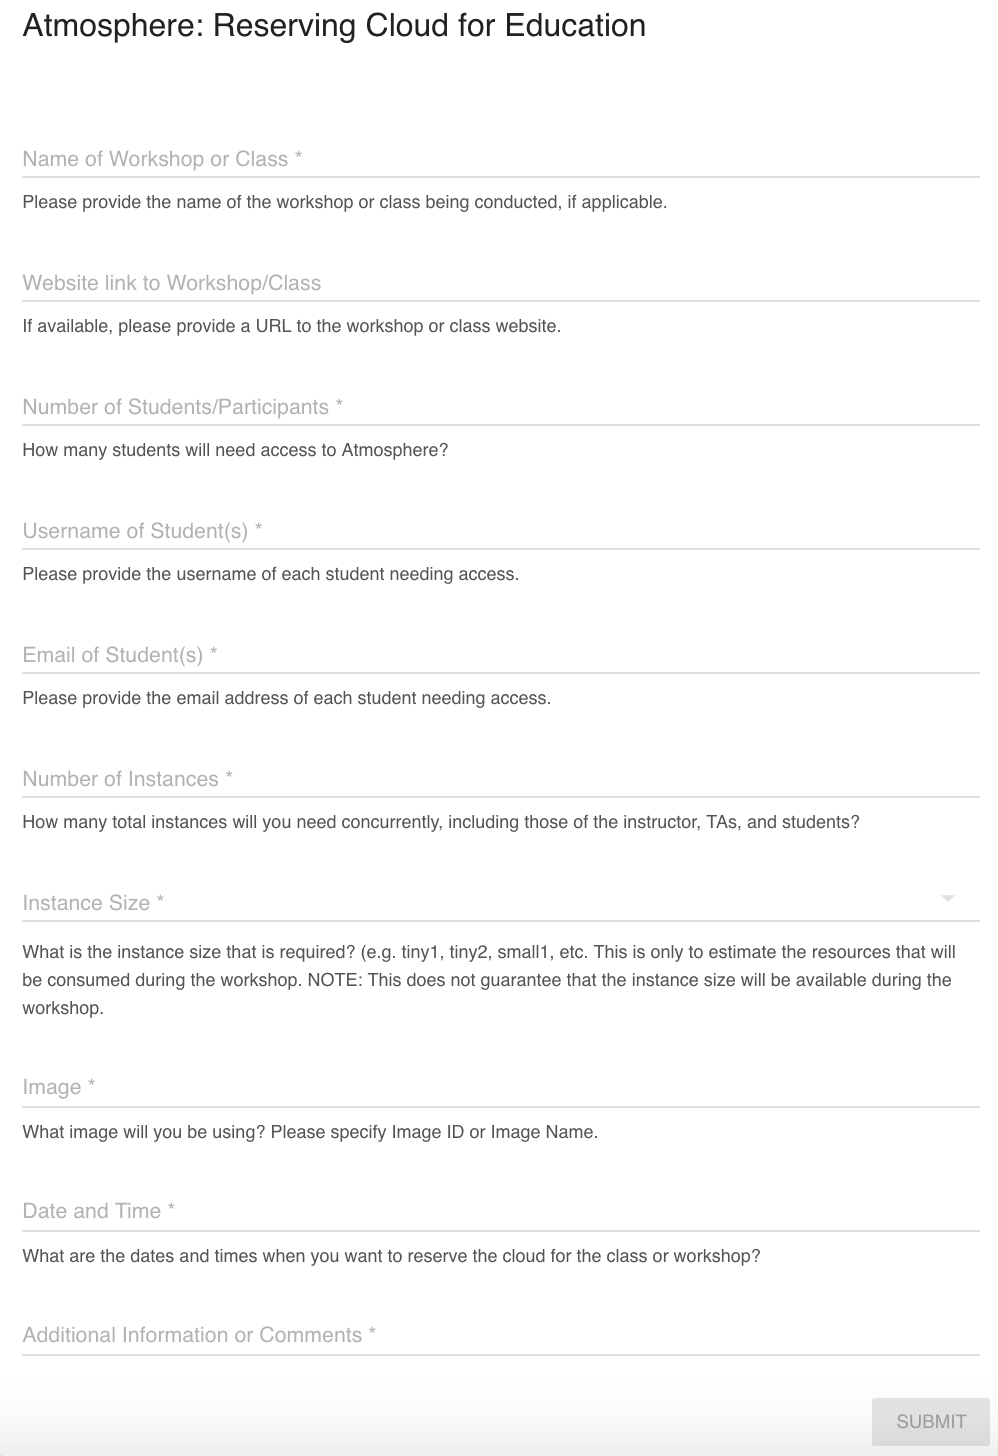 Atmosphere: Reserving Cloud for Education
Name of Workshop or Class *
Please provide the name of the workshop or class being conducted, if applicable.
Website link to Workshop/Class
If available, please provide a URL to the workshop or class website.
Number of Students/Participants *
How many students will need access to Atmosphere?
Username of Student(s) *
Please provide the username of each student needing access.
Email of Student(s) *
Please provide the email address of each student needing access.
Number of Instances *
How many total instances will you need concurrently, including those of the instructor, TAs, and students?
Instance Size *
What is the instance size that is required? (e.g. tiny1, tiny2, small1, etc. This is only to estimate the resources that will
be consumed during the workshop. NOTE: This does not guarantee that the instance size will be available during the
workshop.
Image *
What image will you be using? Please specify Image ID or Image Name.
Date and Time *
What are the dates and times when you want to reserve the cloud for the class or workshop?
Additional Information or Comments *
SUBMIT